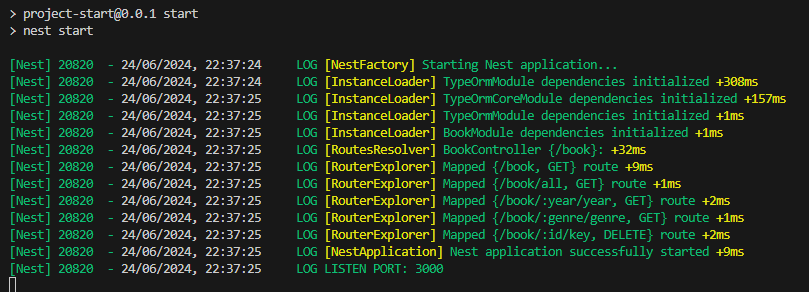 > project-start@0.0.1 start
> nest start
[Nest] 20820  - 24/06/2024, 22:37:24     LOG [NestFactory] Starting Nest application...
[Nest] 20820  - 24/06/2024, 22:37:24     LOG [InstanceLoader] TypeOrmModule dependencies initialized +308ms
[Nest] 20820  - 24/06/2024, 22:37:25     LOG [InstanceLoader] TypeOrmCoreModule dependencies initialized +157ms
[Nest] 20820  - 24/06/2024, 22:37:25     LOG [InstanceLoader] TypeOrmModule dependencies initialized +1ms
[Nest] 20820  - 24/06/2024, 22:37:25     LOG [InstanceLoader] BookModule dependencies initialized +1ms
[Nest] 20820  - 24/06/2024, 22:37:25     LOG [RoutesResolver] BookController {/book}: +32ms
[Nest] 20820  - 24/06/2024, 22:37:25     LOG [RouterExplorer] Mapped {/book, GET} route +9ms
[Nest] 20820  - 24/06/2024, 22:37:25     LOG [RouterExplorer] Mapped {/book/all, GET} route +1ms
[Nest] 20820  - 24/06/2024, 22:37:25     LOG [RouterExplorer] Mapped {/book/:year/year, GET} route +2ms
[Nest] 20820  - 24/06/2024, 22:37:25     LOG [RouterExplorer] Mapped {/book/:genre/genre, GET} route +1ms
[Nest] 20820  - 24/06/2024, 22:37:25     LOG [RouterExplorer] Mapped {/book/:id/key, DELETE} route +2ms
[Nest] 20820  - 24/06/2024, 22:37:25     LOG [NestApplication] Nest application successfully started +9ms
[Nest] 20820  - 24/06/2024, 22:37:25     LOG LISTEN PORT: 3000